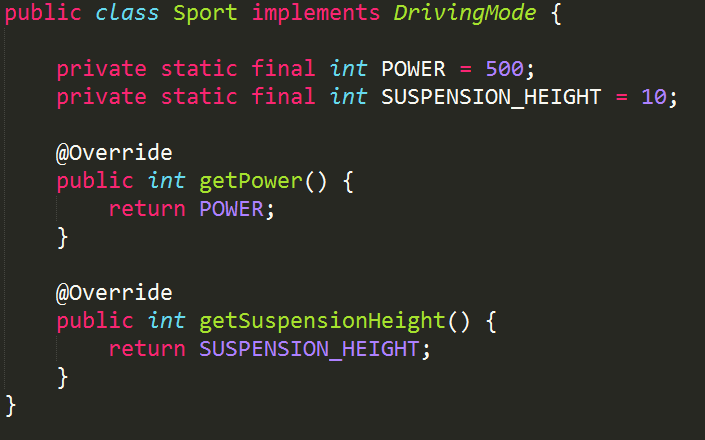 public class Sport implements DrivingMode {
private static final int POWER = 500;
private static final int SUSPENSION_HEIGHT = 10;
@Override
public int getPower() {
return POWER;
}
@Override
public int getSuspensionHeight() {
return SUSPENSION_HEIGHT;
}
}